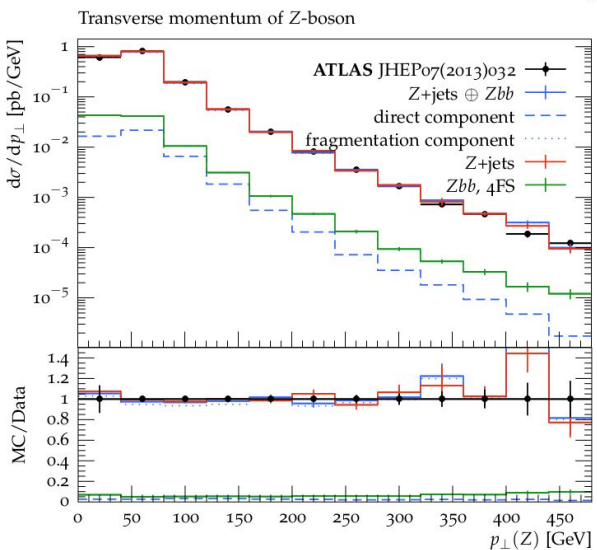 Transverse momentum of Z-boson
dσ/dp⊥ [pb/GeV]
1
10⁻¹
10⁻²
10⁻³
10⁻⁴
10⁻⁵
ATLAS JHEP07(2013)032
Z+jets ⊕ Zbb
direct component
fragmentation component
Z+jets
Zbb, 4FS
MC/Data
1.4
1.2
1
0.8
0.6
0.4
0.2
0
0 50 100 150 200 250 300 350 400 450
p⊥(Z) [GeV]